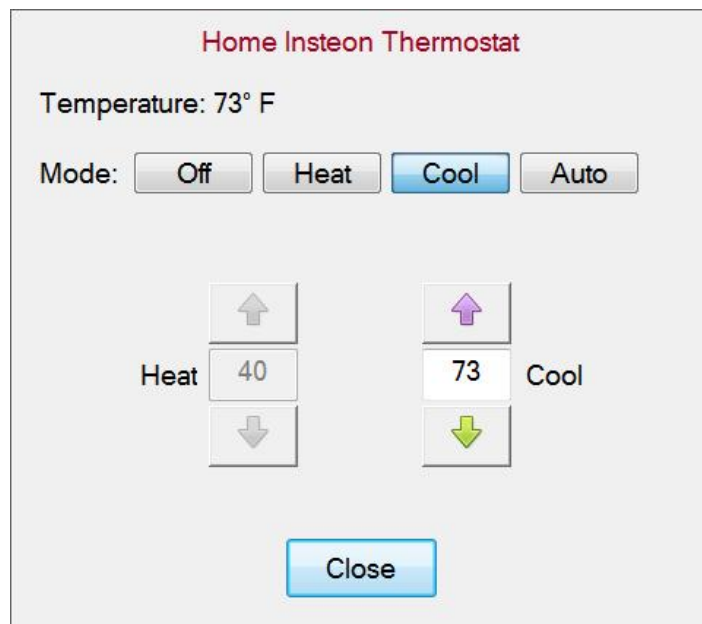 Home Insteon Thermostat
Temperature: 73° F
Mode: Off Heat Cool Auto
Heat 40 73 Cool
Close